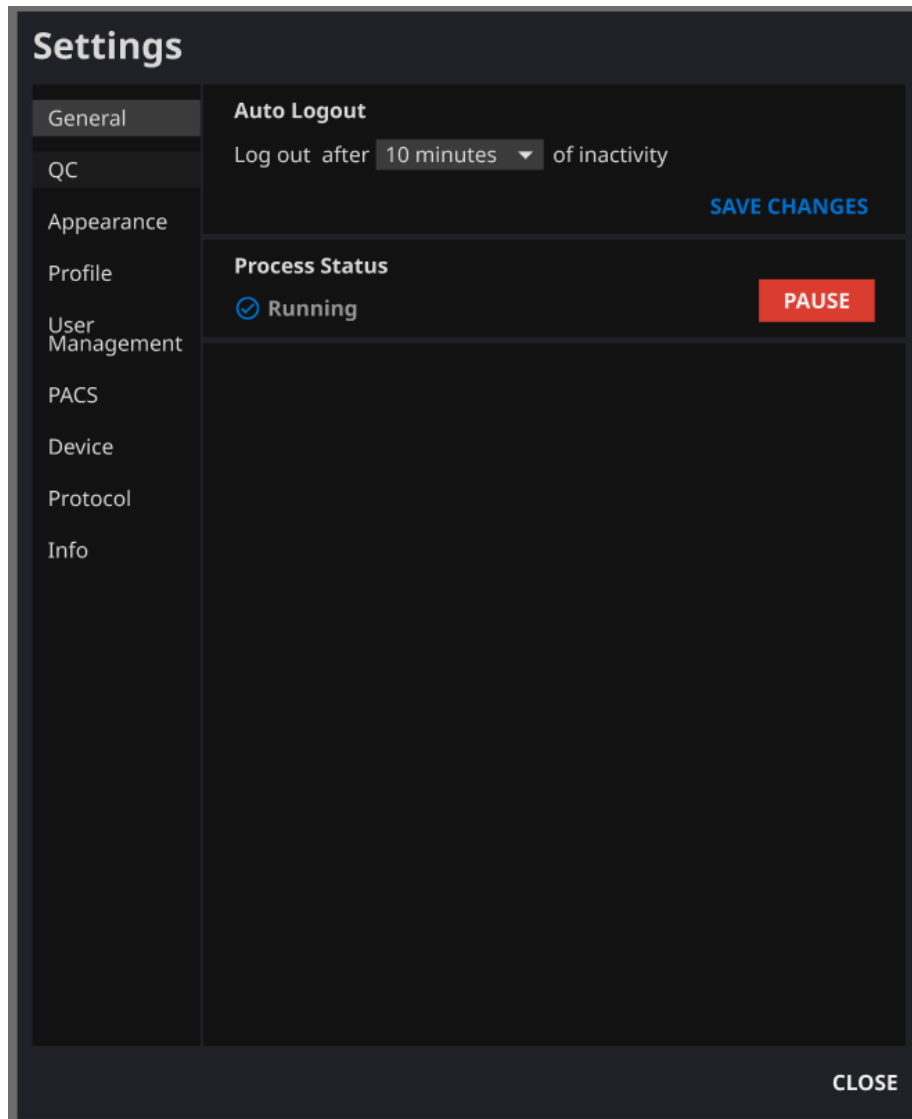 Settings
General
QC
Appearance
Profile
User
Management
PACS
Device
Protocol
Info
Auto Logout
Log out after 10 minutes of inactivity
SAVE CHANGES
Process Status
Running
PAUSE
CLOSE